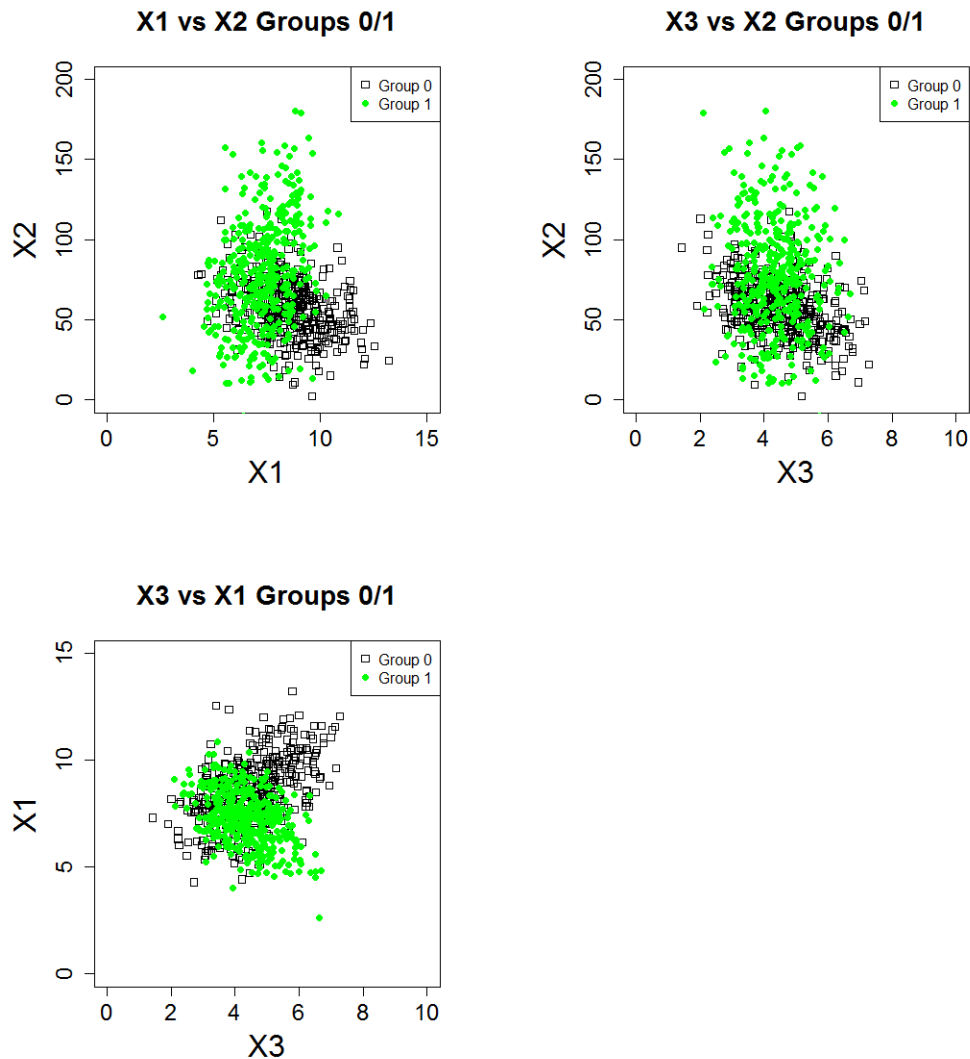 X1 vs X2 Groups 0/1
Group 0
Group 1
200
150
100
50
0
X2
0 5 10 15
X1
X3 vs X2 Groups 0/1
Group 0
Group 1
200
150
100
50
0
X2
0 2 4 6 8 10
X3
X3 vs X1 Groups 0/1
Group 0
Group 1
15
10
5
0
X1
0 2 4 6 8 10
X3